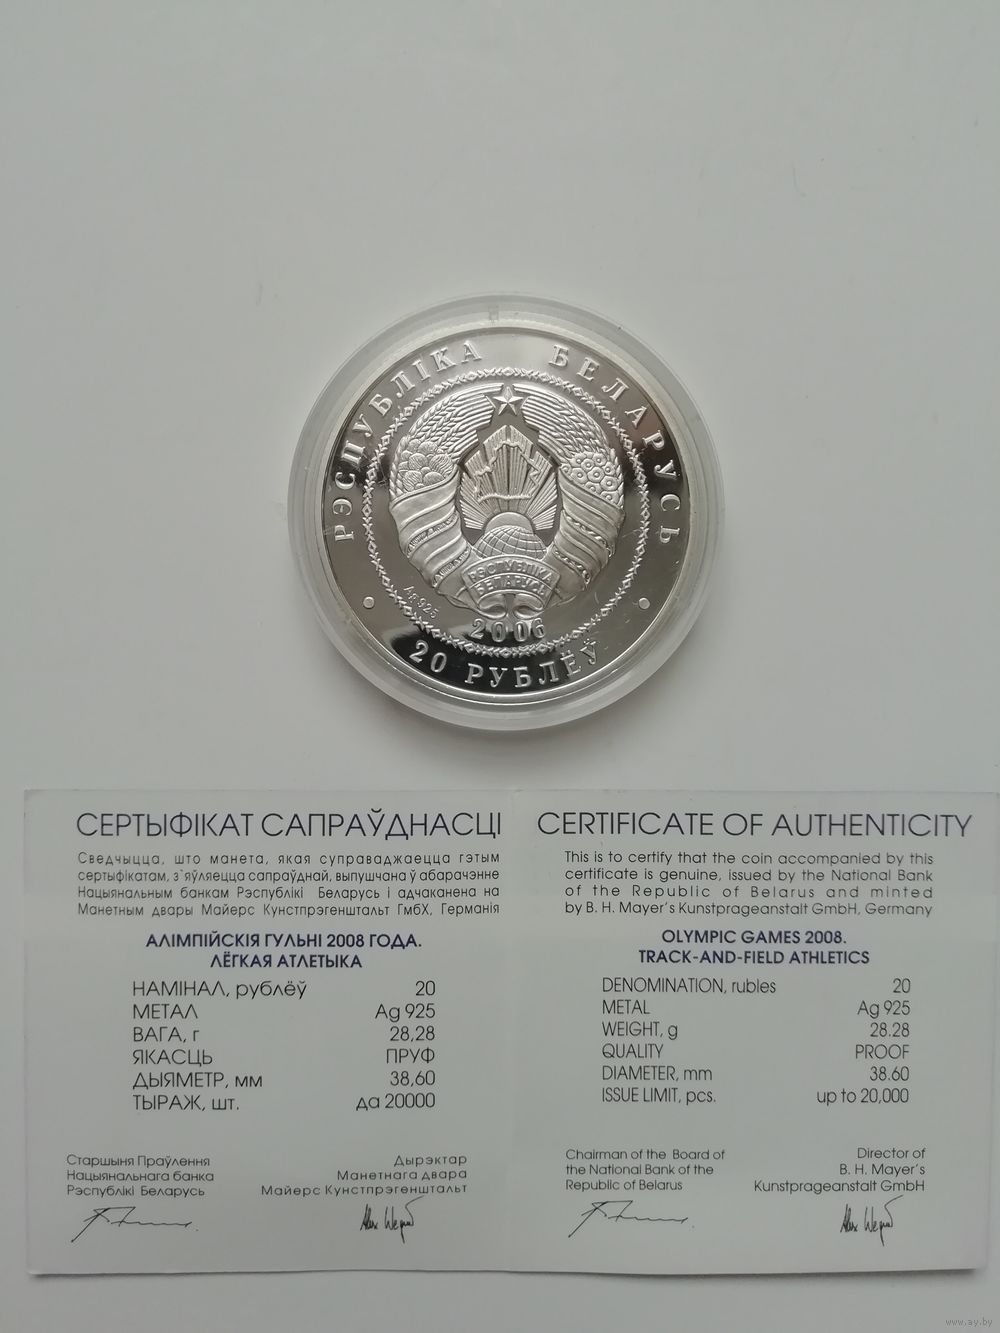 РЭСПУБЛІКА БЕЛАРУСЬ
РЭСПУБЛІКА
БЕЛАРУСЬ
Ag 925
2006
20 РУБЛЁЎ
СЕРТЫФІКАТ САПРАЎДНАСЦІ
Сведчыцца, што манета, якая суправаджаецца гэтым
сертыфікатам, з`яўляецца сапраўднай, выпушчана ў абарачэнне
Нацыянальным банкам Рэспублікі Беларусь і адчаканена на
Манетным двары Майерс Кунстпрэгенштальт ГмбХ, Германія
АЛІМПІЙСКІЯ ГУЛЬНІ 2008 ГОДА.
ЛЁГКАЯ АТЛЕТЫКА
НАМІНАЛ, рублёў 20
МЕТАЛ Ag 925
ВАГА, г 28,28
ЯКАСЦЬ ПРУФ
ДЫЯМЕТР, мм 38,60
ТЫРАЖ, шт. да 20000
Старшыня Праўлення
Нацыянальнага банка
Рэспублікі Беларусь
Дырэктар
Манетнага двара
Майерс Кунстпрэгенштальт
CERTIFICATE OF AUTHENTICITY
This is to certify that the coin accompanied by this
certificate is genuine, issued by the National Bank
of the Republic of Belarus and minted
by B. H. Mayer's Kunstprageanstalt GmbH, Germany
OLYMPIC GAMES 2008.
TRACK-AND-FIELD ATHLETICS
DENOMINATION, rubles 20
METAL Ag 925
WEIGHT, g 28.28
QUALITY PROOF
DIAMETER, mm 38.60
ISSUE LIMIT, pcs. up to 20,000
Chairman of the Board of
the National Bank of the
Republic of Belarus
Director of
B. H. Mayer's
Kunstprageanstalt GmbH
www.ay.by